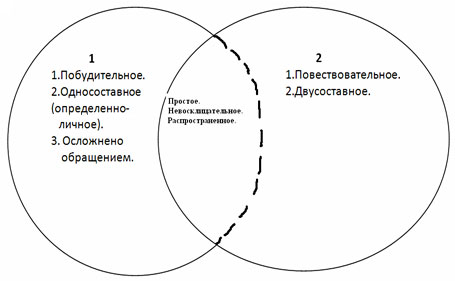 1
1.Побудительное.
2.Односоставное
(определенно-
личное).
3. Осложнено
обращением.
Простое.
Невосклицательное.
Распространенное.
2
1.Повествовательное.
2.Двусоставное.